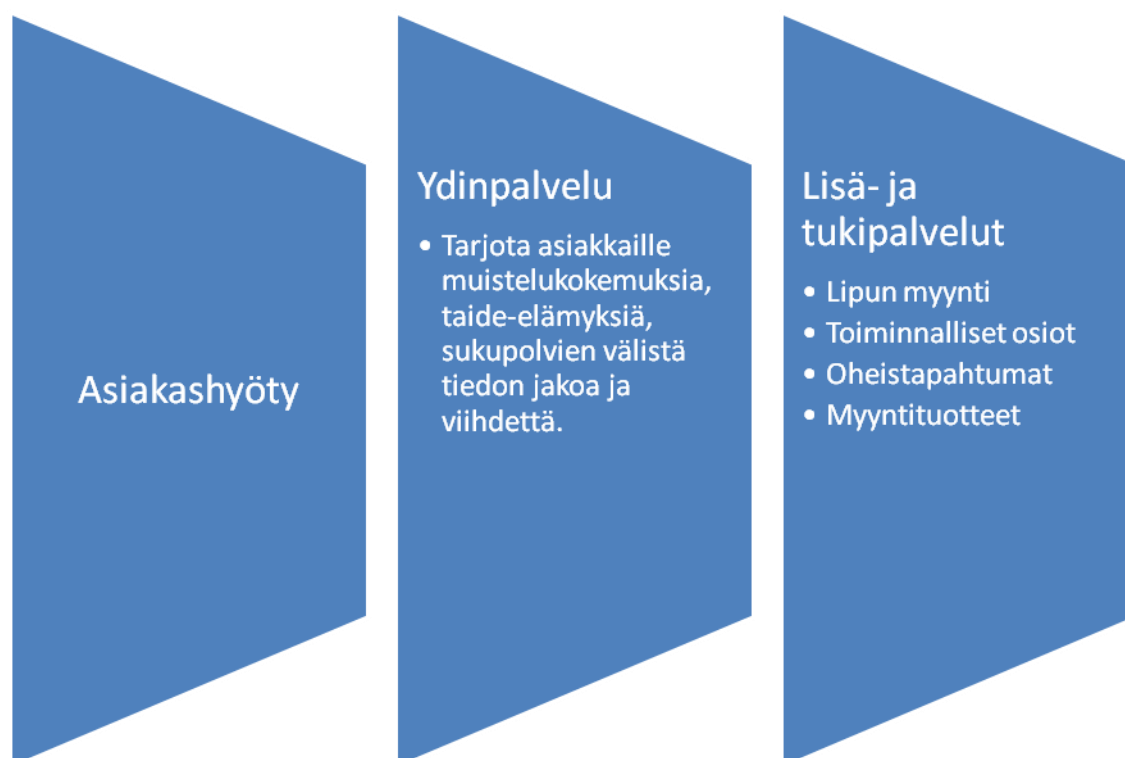 Asiakashyöty
Ydinpalvelu
• Tarjota asiakkaille
muistelukokemuksia,
taide-elämyksiä,
sukupolvien välistä
tiedon jakoa ja
viihdettä.
Lisä- ja
tukipalvelut
• Lipun myynti
• Toiminnalliset osiot
• Oheistapahtumat
• Myyntituotteet